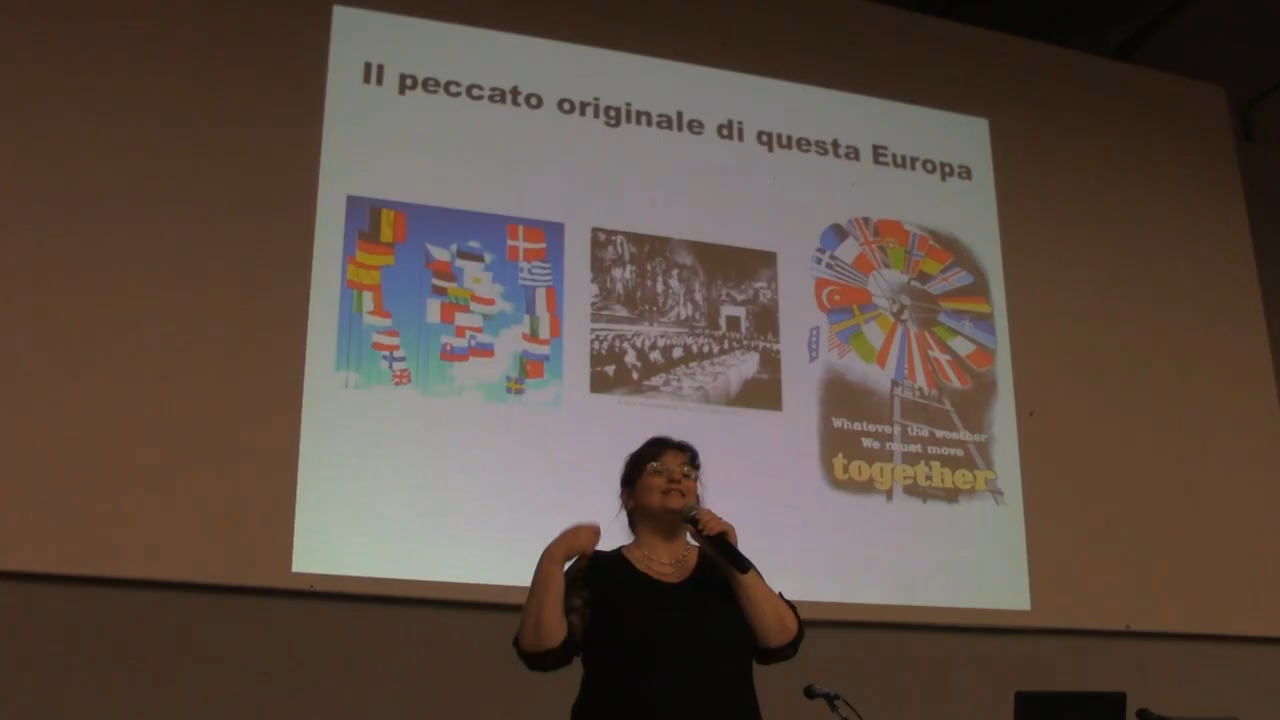 Il peccato originale di questa Europa
Whatever the weather
We must move
together